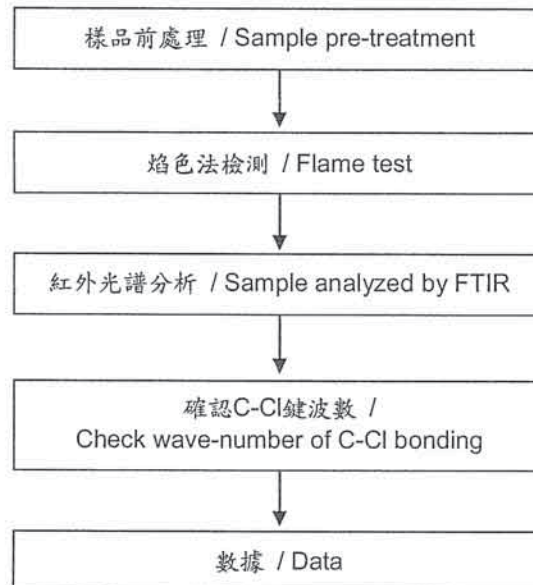 樣品前處理 / Sample pre-treatment
焰色法檢測 / Flame test
紅外光譜分析 / Sample analyzed by FTIR
確認C-Cl鍵波數 /
Check wave-number of C-Cl bonding
數據 / Data